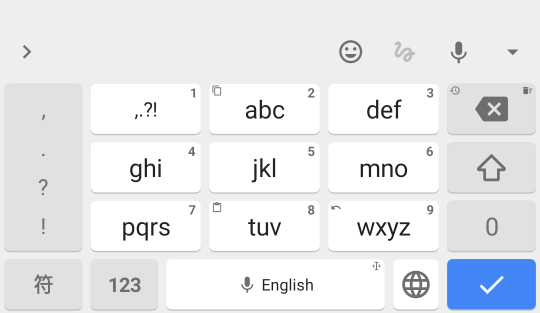 ,
.
?
!
,.?! 1
abc 2
def 3
ghi 4
jkl 5
mno 6
pqrs 7
tuv 8
wxyz 9
0
符
123
English